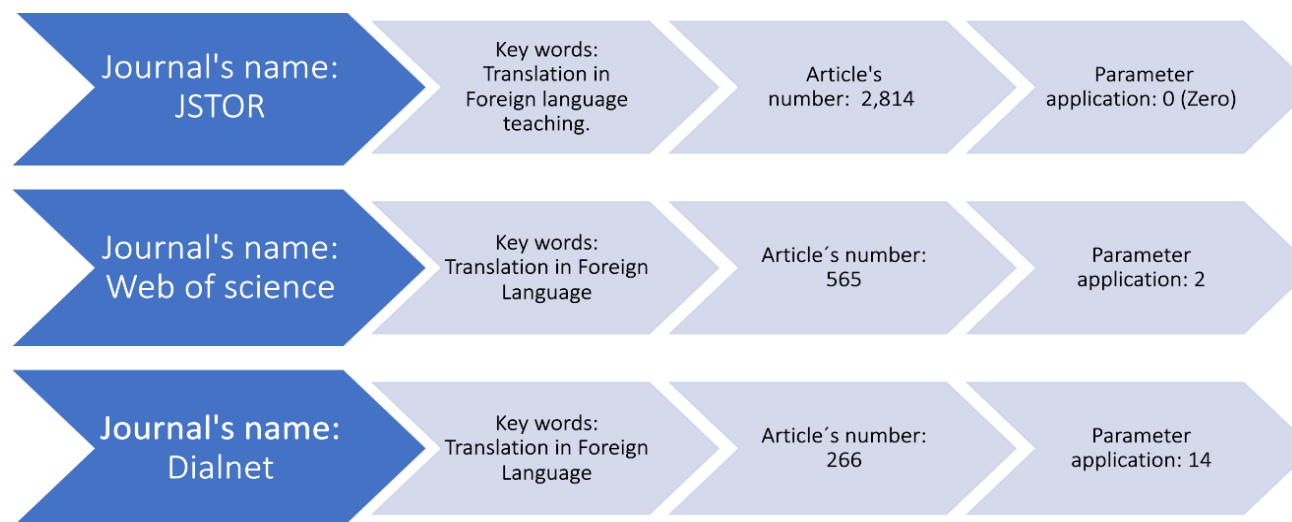 Journal's name:
JSTOR
Key words:
Translation in
Foreign language
teaching.
Article's
number: 2,814
Parameter
application: 0 (Zero)
Journal's name:
Web of science
Key words:
Translation in Foreign
Language
Article´s number:
565
Parameter
application: 2
Journal's name:
Dialnet
Key words:
Translation in Foreign
Language
Article´s number:
266
Parameter
application: 14